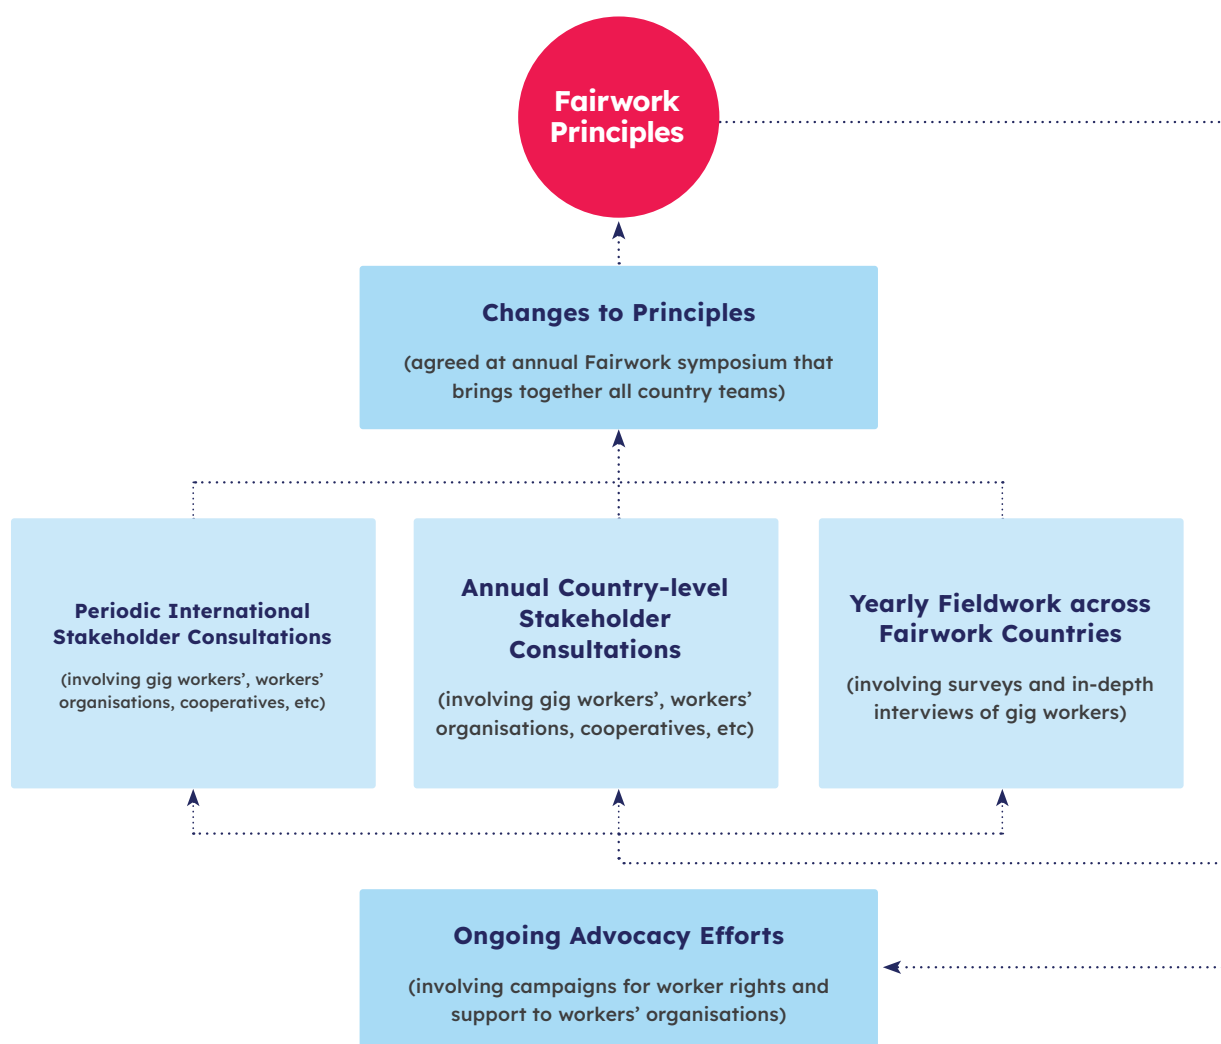 Fairwork
Principles
Changes to Principles
(agreed at annual Fairwork symposium that
brings together all country teams)
Periodic International
Stakeholder Consultations
(involving gig workers’, workers’
organisations, cooperatives, etc)
Annual Country-level
Stakeholder
Consultations
(involving gig workers’, workers’
organisations, cooperatives, etc)
Yearly Fieldwork across
Fairwork Countries
(involving surveys and in-depth
interviews of gig workers)
Ongoing Advocacy Efforts
(involving campaigns for worker rights and
support to workers’ organisations)